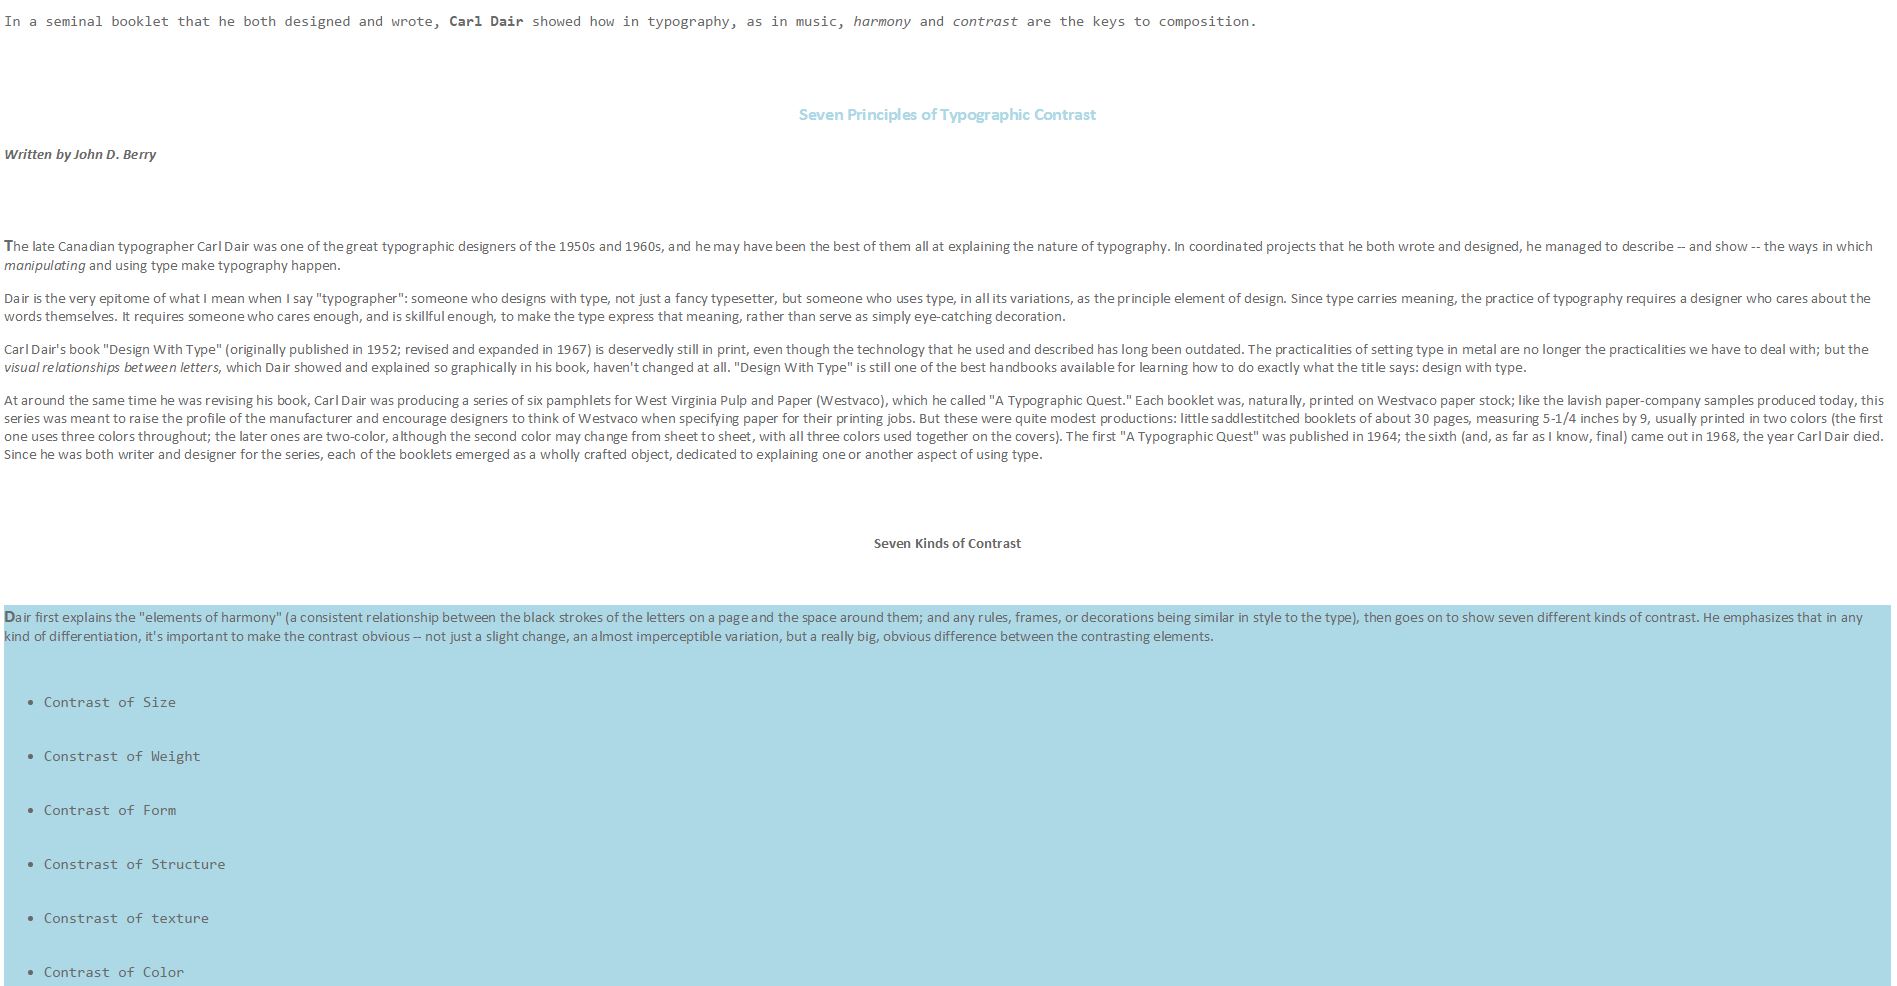 In a seminal booklet that he both designed and wrote, Carl Dair showed how in typography, as in music, harmony and contrast are the keys to composition.
Seven Principles of Typographic Contrast
Written by John D. Berry
The late Canadian typographer Carl Dair was one of the great typographic designers of the 1950s and 1960s, and he may have been the best of them all at explaining the nature of typography. In coordinated projects that he both wrote and designed, he managed to describe -- and show -- the ways in which
manipulating and using type make typography happen.
Dair is the very epitome of what I mean when I say "typographer": someone who designs with type, not just a fancy typesetter, but someone who uses type, in all its variations, as the principle element of design. Since type carries meaning, the practice of typography requires a designer who cares about the
words themselves. It requires someone who cares enough, and is skillful enough, to make the type express that meaning, rather than serve as simply eye-catching decoration.
Carl Dair's book "Design With Type" (originally published in 1952; revised and expanded in 1967) is deservedly still in print, even though the technology that he used and described has long been outdated. The practicalities of setting type in metal are no longer the practicalities we have to deal with; but the
visual relationships between letters, which Dair showed and explained so graphically in his book, haven't changed at all. "Design With Type" is still one of the best handbooks available for learning how to do exactly what the title says: design with type.
At around the same time he was revising his book, Carl Dair was producing a series of six pamphlets for West Virginia Pulp and Paper (Westvaco), which he called "A Typographic Quest." Each booklet was, naturally, printed on Westvaco paper stock; like the lavish paper-company samples produced today, this
series was meant to raise the profile of the manufacturer and encourage designers to think of Westvaco when specifying paper for their printing jobs. But these were quite modest productions: little saddlestitched booklets of about 30 pages, measuring 5-1/4 inches by 9, usually printed in two colors (the first
one uses three colors throughout; the later ones are two-color, although the second color may change from sheet to sheet, with all three colors used together on the covers). The first "A Typographic Quest" was published in 1964; the sixth (and, as far as I know, final) came out in 1968, the year Carl Dair died.
Since he was both writer and designer for the series, each of the booklets emerged as a wholly crafted object, dedicated to explaining one or another aspect of using type.
Seven Kinds of Contrast
Dair first explains the "elements of harmony" (a consistent relationship between the black strokes of the letters on a page and the space around them; and any rules, frames, or decorations being similar in style to the type), then goes on to show seven different kinds of contrast. He emphasizes that in any
kind of differentiation, it's important to make the contrast obvious -- not just a slight change, an almost imperceptible variation, but a really big, obvious difference between the contrasting elements.
• Contrast of Size
• Constrast of Weight
• Contrast of Form
• Constrast of Structure
• Constrast of texture
• Contrast of Color